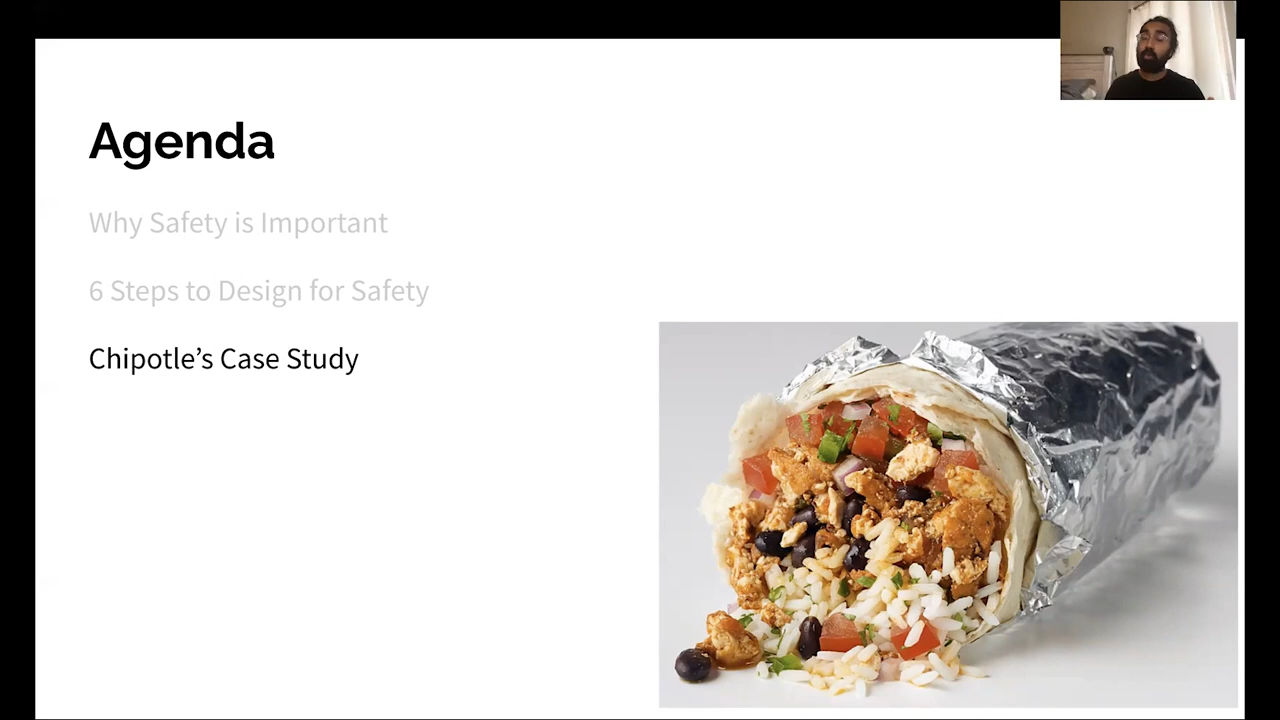 Agenda
Why Safety is Important
6 Steps to Design for Safety
Chipotle’s Case Study